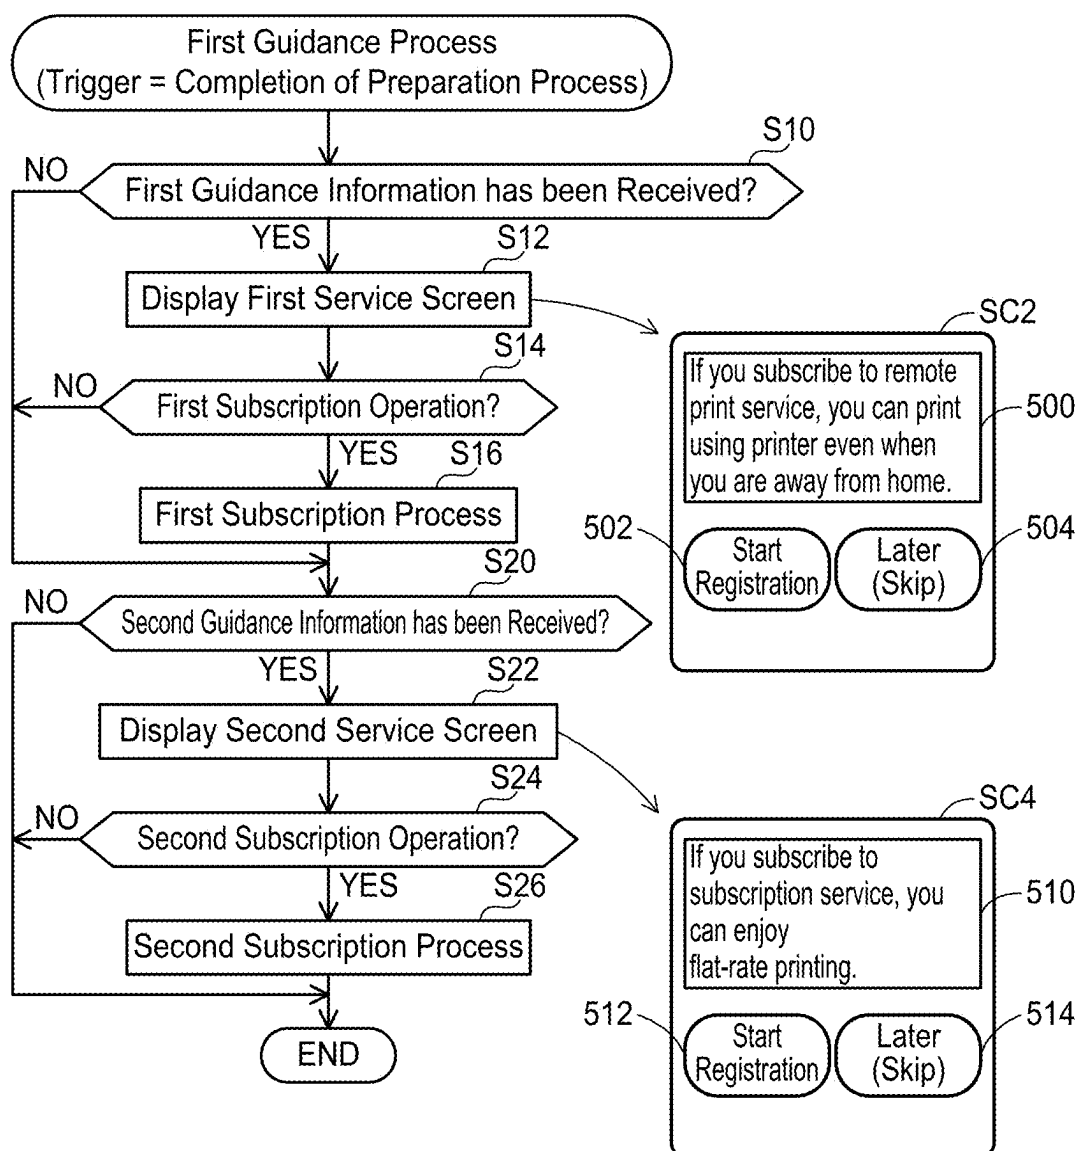 First Guidance Process
(Trigger = Completion of Preparation Process)
S10
NO
First Guidance Information has been Received?
YES
S12
Display First Service Screen
S14
NO
First Subscription Operation?
YES
S16
First Subscription Process
S20
NO
Second Guidance Information has been Received?
YES
S22
Display Second Service Screen
S24
NO
Second Subscription Operation?
YES
S26
Second Subscription Process
END
SC2
If you subscribe to remote
print service, you can print
using printer even when
you are away from home.
500
502
Start
Registration
Later
(Skip)
504
SC4
If you subscribe to
subscription service, you
can enjoy
flat-rate printing.
510
512
Start
Registration
Later
(Skip)
514